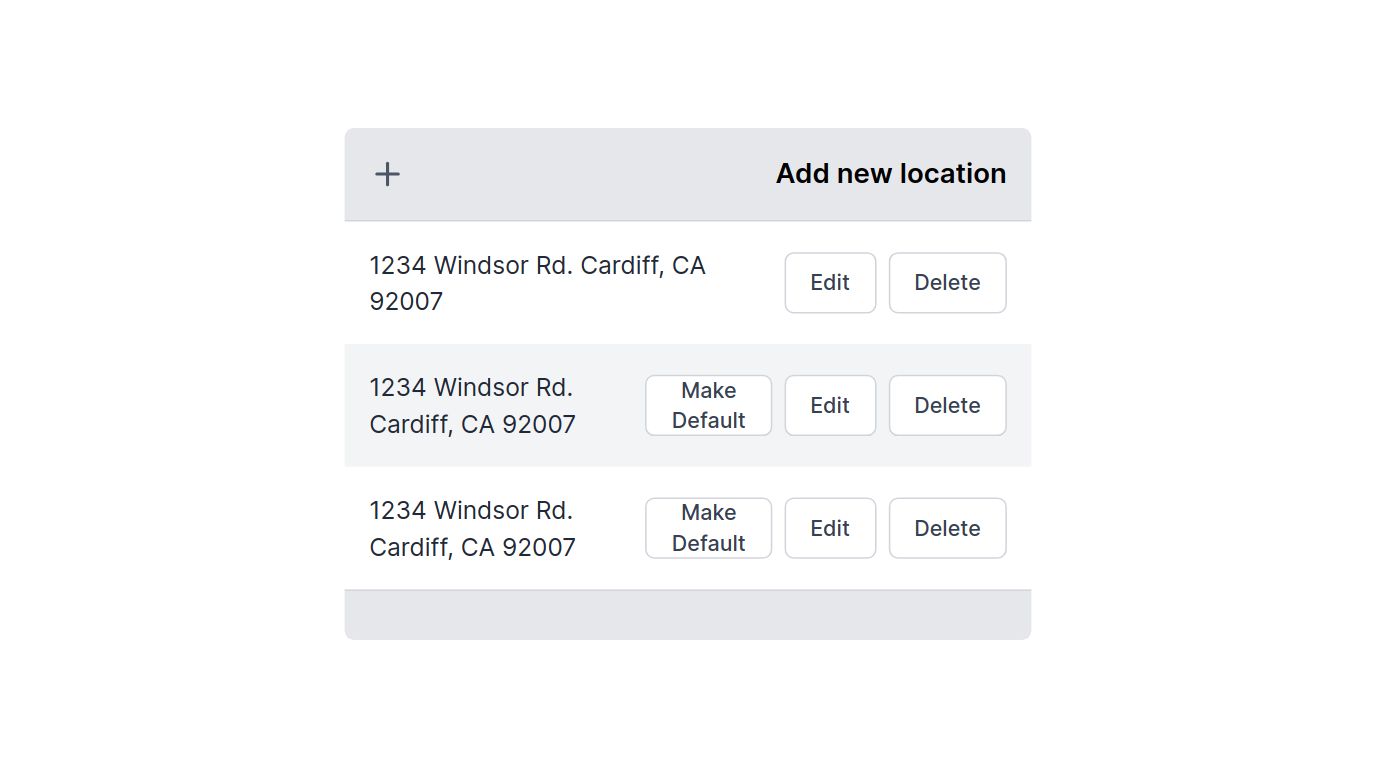 Add new location
1234 Windsor Rd. Cardiff, CA
92007
Edit
Delete
1234 Windsor Rd.
Cardiff, CA 92007
Make
Default
Edit
Delete
1234 Windsor Rd.
Cardiff, CA 92007
Make
Default
Edit
Delete